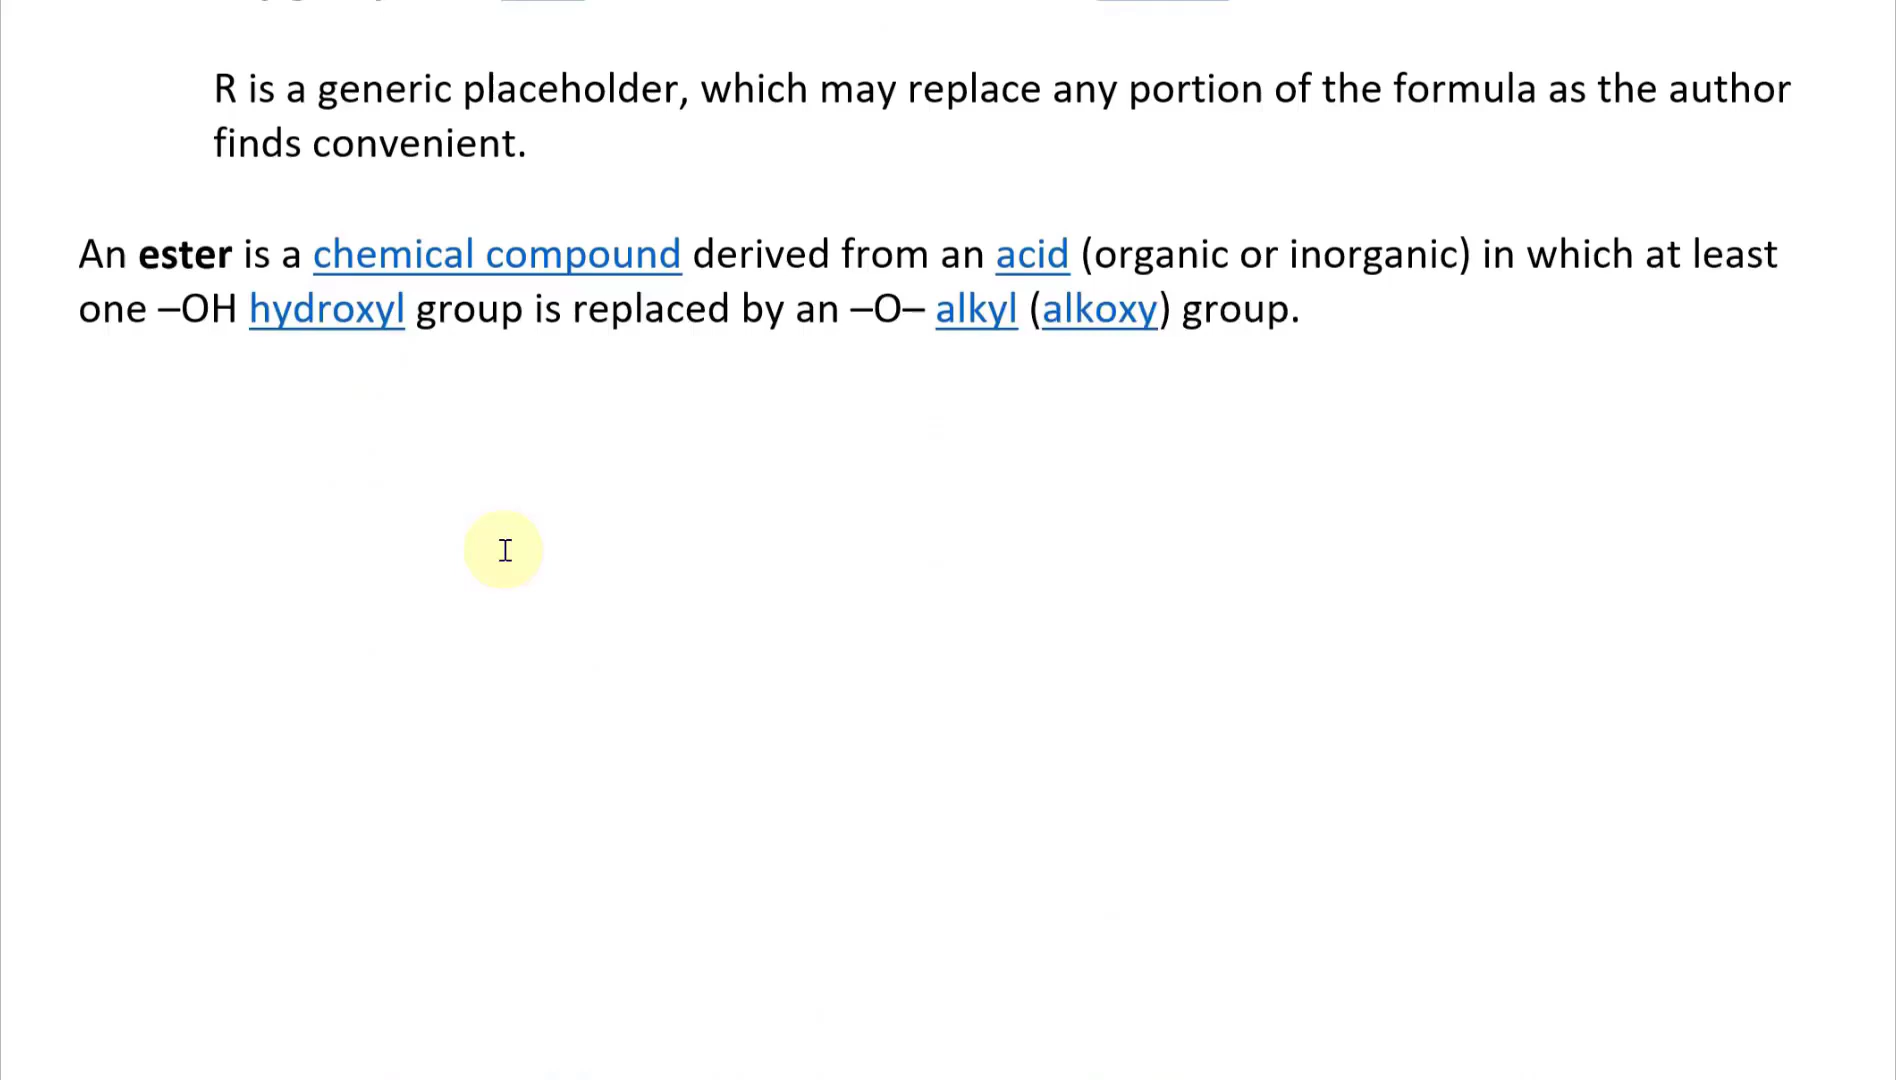 R is a generic placeholder, which may replace any portion of the formula as the author
finds convenient.
An ester is a chemical compound derived from an acid (organic or inorganic) in which at least
one –OH hydroxyl group is replaced by an –O– alkyl (alkoxy) group.